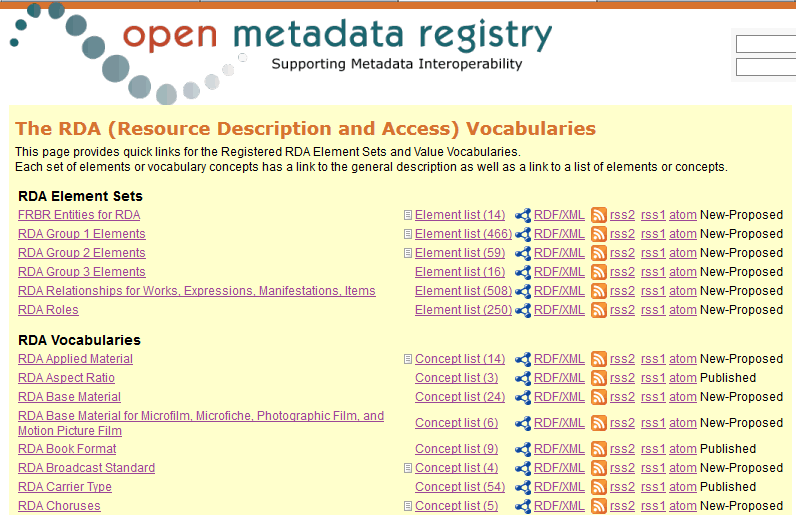 open metadata registry
Supporting Metadata Interoperability
The RDA (Resource Description and Access) Vocabularies
This page provides quick links for the Registered RDA Element Sets and Value Vocabularies.
Each set of elements or vocabulary concepts has a link to the general description as well as a link to a list of elements or concepts.
RDA Element Sets
FRBR Entities for RDA Element list (14) RDF/XML rss2 rss1 atom New-Proposed
RDA Group 1 Elements Element list (466) RDF/XML rss2 rss1 atom New-Proposed
RDA Group 2 Elements Element list (59) RDF/XML rss2 rss1 atom New-Proposed
RDA Group 3 Elements Element list (16) RDF/XML rss2 rss1 atom New-Proposed
RDA Relationships for Works, Expressions, Manifestations, Items Element list (508) RDF/XML rss2 rss1 atom New-Proposed
RDA Roles Element list (250) RDF/XML rss2 rss1 atom New-Proposed
RDA Vocabularies
RDA Applied Material Concept list (14) RDF/XML rss2 rss1 atom New-Proposed
RDA Aspect Ratio Concept list (3) RDF/XML rss2 rss1 atom Published
RDA Base Material Concept list (24) RDF/XML rss2 rss1 atom New-Proposed
RDA Base Material for Microfilm, Microfiche, Photographic Film, and
Motion Picture Film Concept list (6) RDF/XML rss2 rss1 atom New-Proposed
RDA Book Format Concept list (9) RDF/XML rss2 rss1 atom Published
RDA Broadcast Standard Concept list (4) RDF/XML rss2 rss1 atom New-Proposed
RDA Carrier Type Concept list (54) RDF/XML rss2 rss1 atom Published
RDA Choruses Concept list (5) RDF/XML rss2 rss1 atom New-Proposed